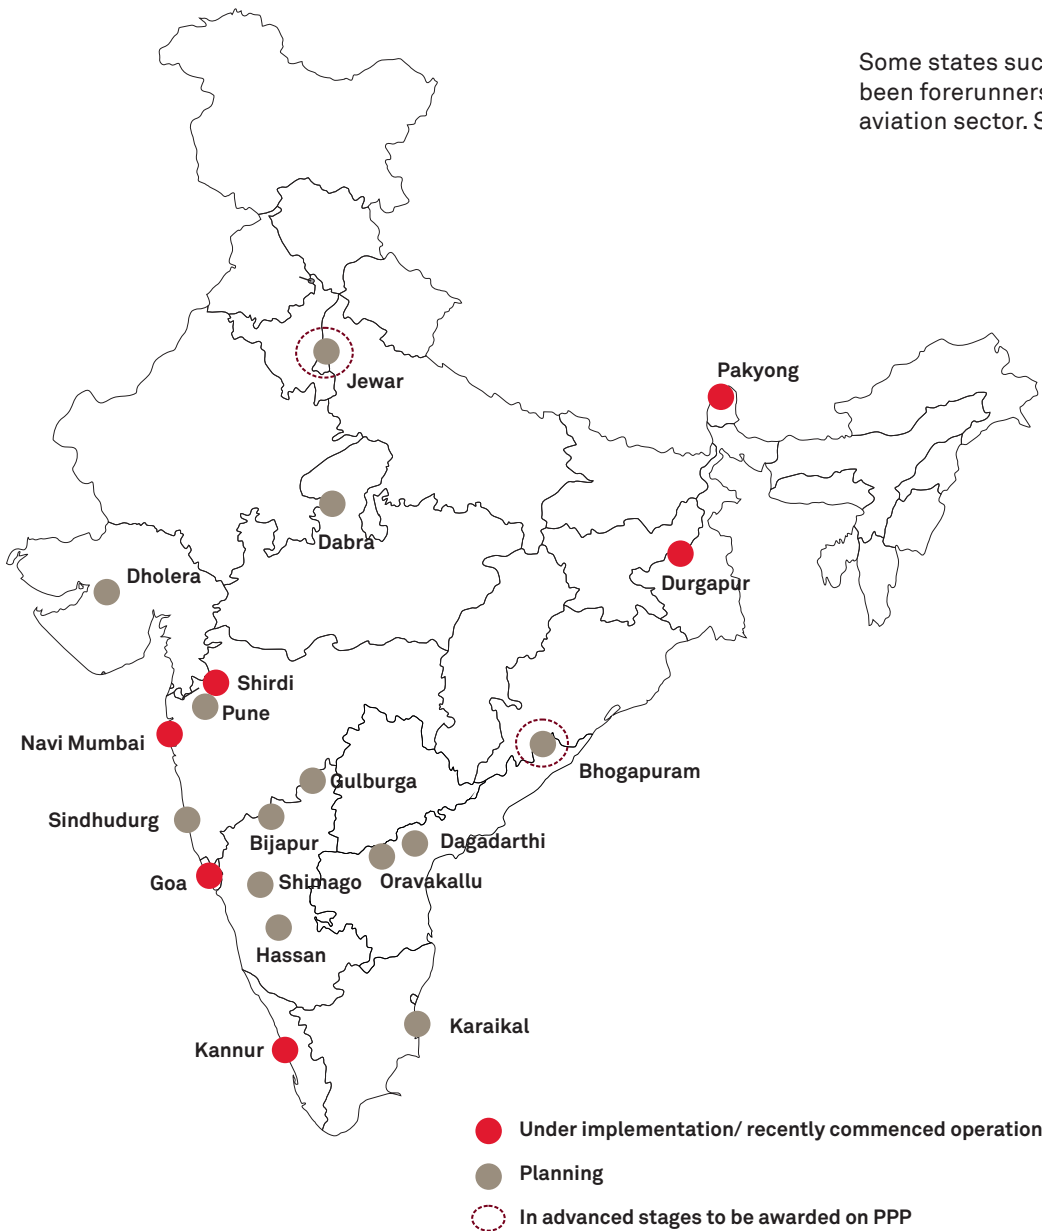 Some states suc
been forerunners
aviation sector. S
Pakyong
Jewar
Dabra
Durgapur
Dholera
Shirdi
Pune
Navi Mumbai
Bhogapuram
Gulburga
Sindhudurg
Bijapur
Dagadarthi
Oravakallu
Goa
Shimago
Hassan
Karaikal
Kannur
Under implementation/ recently commenced operation
Planning
In advanced stages to be awarded on PPP